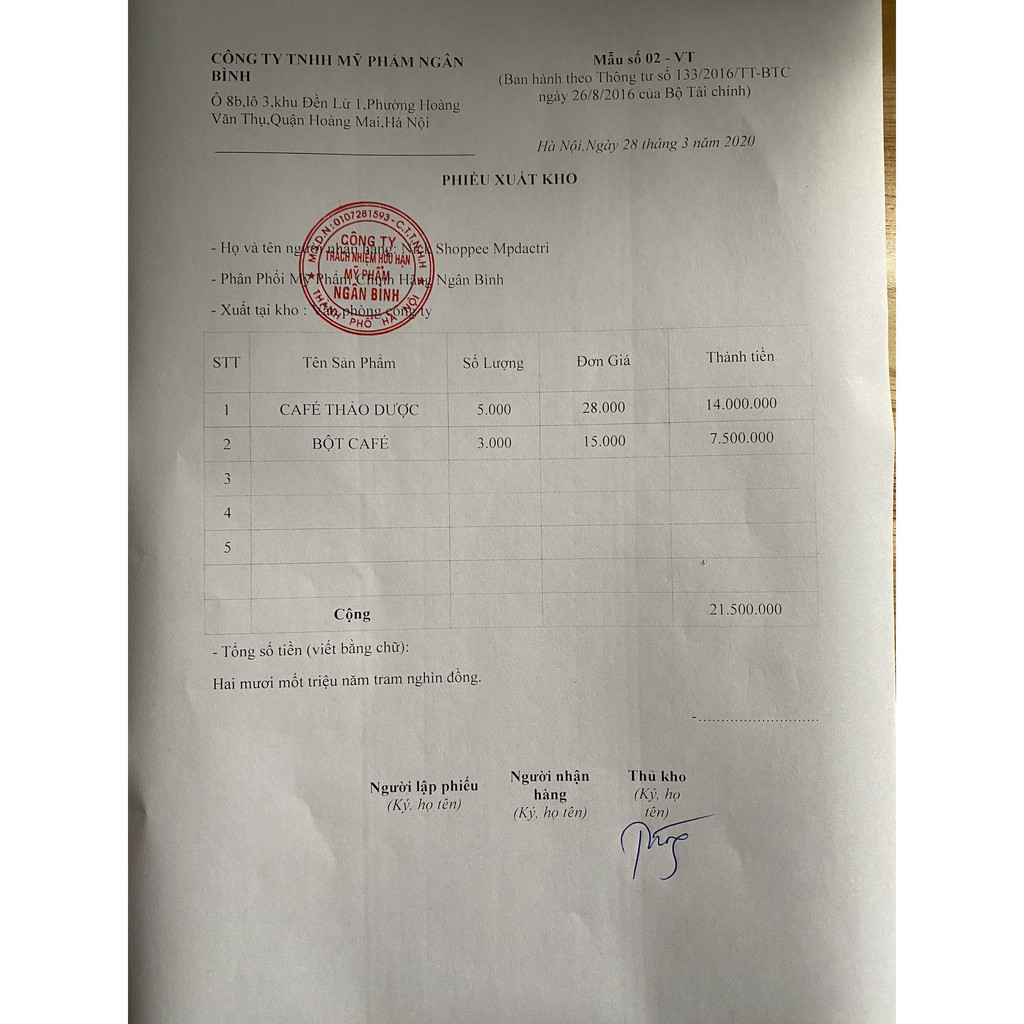 CÔNG TY TNHH MỸ PHẨM NGÂN
BÌNH
Ô 8b,lô 3,khu Đền Lừ 1,Phường Hoàng
Văn Thụ,Quận Hoàng Mai,Hà Nội
Mẫu số 02 - VT
(Ban hành theo Thông tư số 133/2016/TT-BTC
ngày 26/8/2016 của Bộ Tài chính)
Hà Nội,Ngày 28 tháng 3 năm 2020
PHIẾU XUẤT KHO
M.S.D.N:0107281593-C.T.T.N.H.H
CÔNG TY
TRÁCH NHIỆM HỮU HẠN
MỸ PHẨM
NGÂN BÌNH
THÀNH PHỐ HÀ NỘI
- Họ và tên người nhận hàng: Nick Shoppee Mpdactri
- Phân Phối Mỹ Phẩm Chính Hãng Ngân Bình
- Xuất tại kho : Văn phòng công ty
STT Tên Sản Phẩm Số Lượng Đơn Giá Thành tiền
1 CAFÉ THẢO DƯỢC 5.000 28.000 14.000.000
2 BỘT CAFÉ 3.000 15.000 7.500.000
3
4
5
Cộng 21.500.000
- Tổng số tiền (viết bằng chữ):
Hai mươi mốt triệu năm tram nghìn đồng.
-...........................
Người lập phiếu
(Ký, họ tên)
Người nhận
hàng
(Ký, họ tên)
Thủ kho
(Ký, họ
tên)